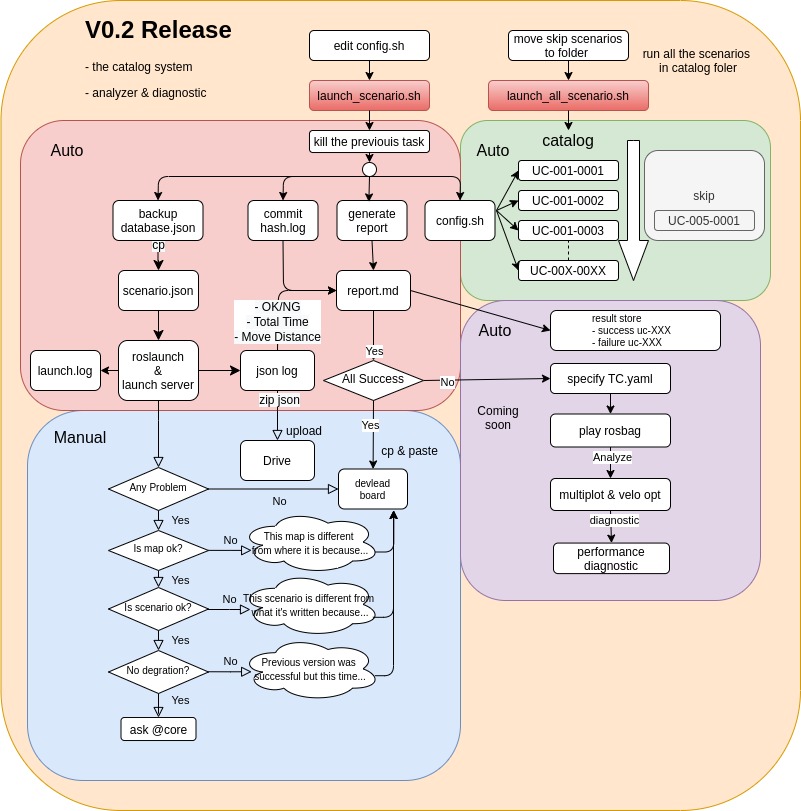 V0.2 Release
- the catalog system
- analyzer & diagnostic
edit config.sh
launch_scenario.sh
move skip scenarios
to folder
launch_all_scenario.sh
run all the scenarios
in catalog foler
Auto
kill the previouis task
backup
database.json
cp
scenario.json
roslaunch
&
launch server
launch.log
commit
hash.log
generate
report
config.sh
- OK/NG
- Total Time
- Move Distance
report.md
json log
zip json
Yes
All Success
No
Yes
Auto
catalog
UC-001-0001
UC-001-0002
UC-001-0003
UC-00X-00XX
skip
UC-005-0001
Auto
result store
- success uc-XXX
- failure uc-XXX
specify TC.yaml
Coming
soon
play rosbag
Analyze
multiplot & velo opt
diagnostic
performance
diagnostic
Manual
upload
Drive
cp & paste
devlead
board
Any Problem
No
Yes
Is map ok?
No
This map is different
from where it is because...
Yes
Is scenario ok?
No
This scenario is different from
what it's written because...
Yes
No degration?
No
Previous version was
successful but this time...
Yes
ask @core